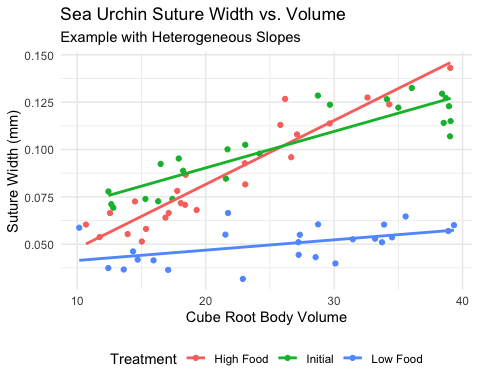 Sea Urchin Suture Width vs. Volume
Example with Heterogeneous Slopes
Suture Width (mm)
0.150
0.125
0.100
0.075
0.050
10 20 30 40
Cube Root Body Volume
Treatment High Food Initial Low Food